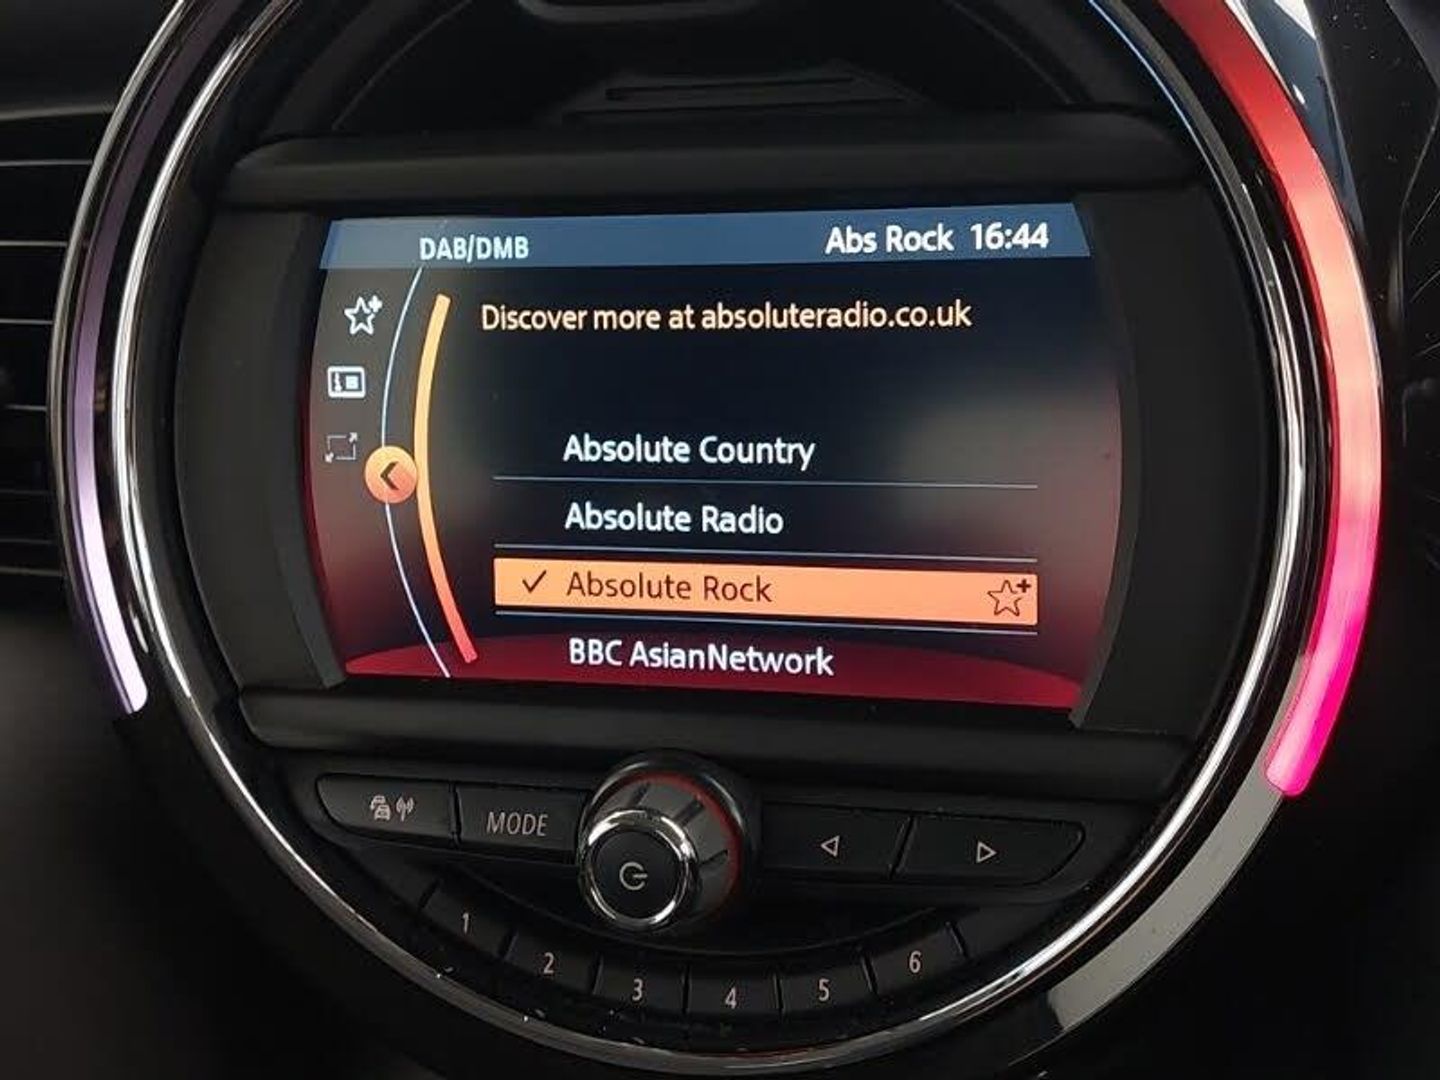 DAB/DMB Abs Rock 16:44
Discover more at absoluteradio.co.uk
Absolute Country
Absolute Radio
Absolute Rock
BBC AsianNetwork
MODE
1
2
3
4
5
6